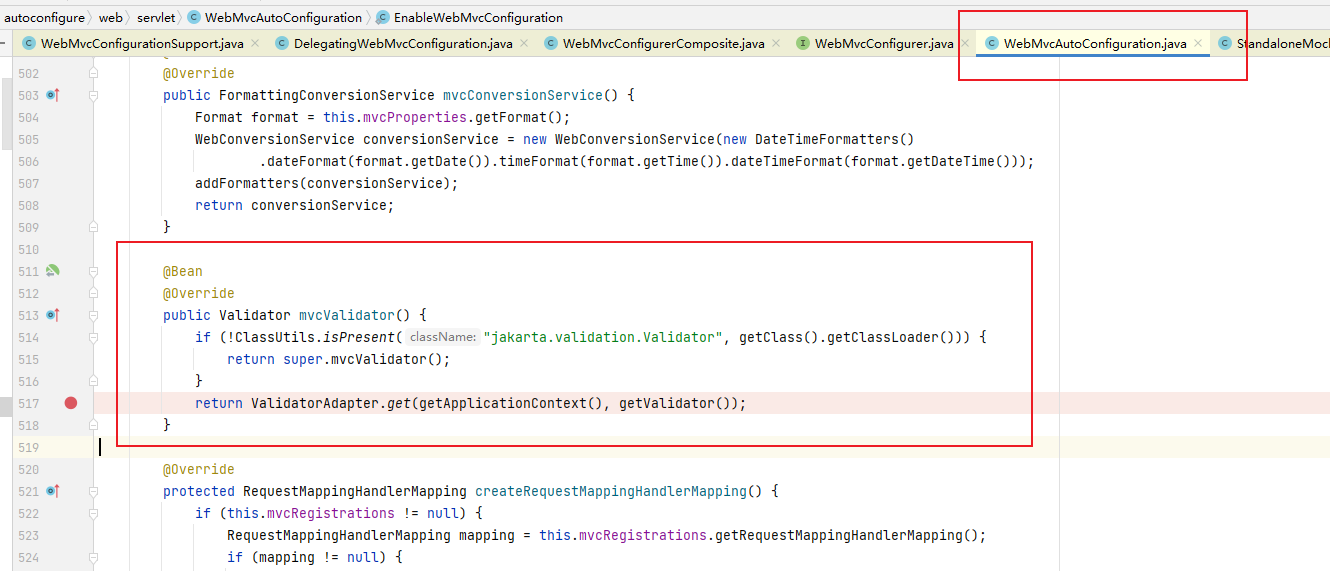 autoconfigure web servlet WebMvcAutoConfiguration EnableWebMvcConfiguration
WebMvcConfigurationSupport.java DelegatingWebMvcConfiguration.java WebMvcConfigurerComposite.java WebMvcConfigurer.java WebMvcAutoConfiguration.java StandaloneMock
502 @Override
503 public FormattingConversionService mvcConversionService() {
504 Format format = this.mvcProperties.getFormat();
505 WebConversionService conversionService = new WebConversionService(new DateTimeFormatters()
506 .dateFormat(format.getDate()).timeFormat(format.getTime()).dateTimeFormat(format.getDateTime()));
507 addFormatters(conversionService);
508 return conversionService;
509 }
510
511 @Bean
512 @Override
513 public Validator mvcValidator() {
514 if (!ClassUtils.isPresent( className: "jakarta.validation.Validator", getClass().getClassLoader())) {
515 return super.mvcValidator();
516 }
517 return ValidatorAdapter.get(getApplicationContext(), getValidator());
518 }
519
520 @Override
521 protected RequestMappingHandlerMapping createRequestMappingHandlerMapping() {
522 if (this.mvcRegistrations != null) {
523 RequestMappingHandlerMapping mapping = this.mvcRegistrations.getRequestMappingHandlerMapping();
524 if (mapping != null) {